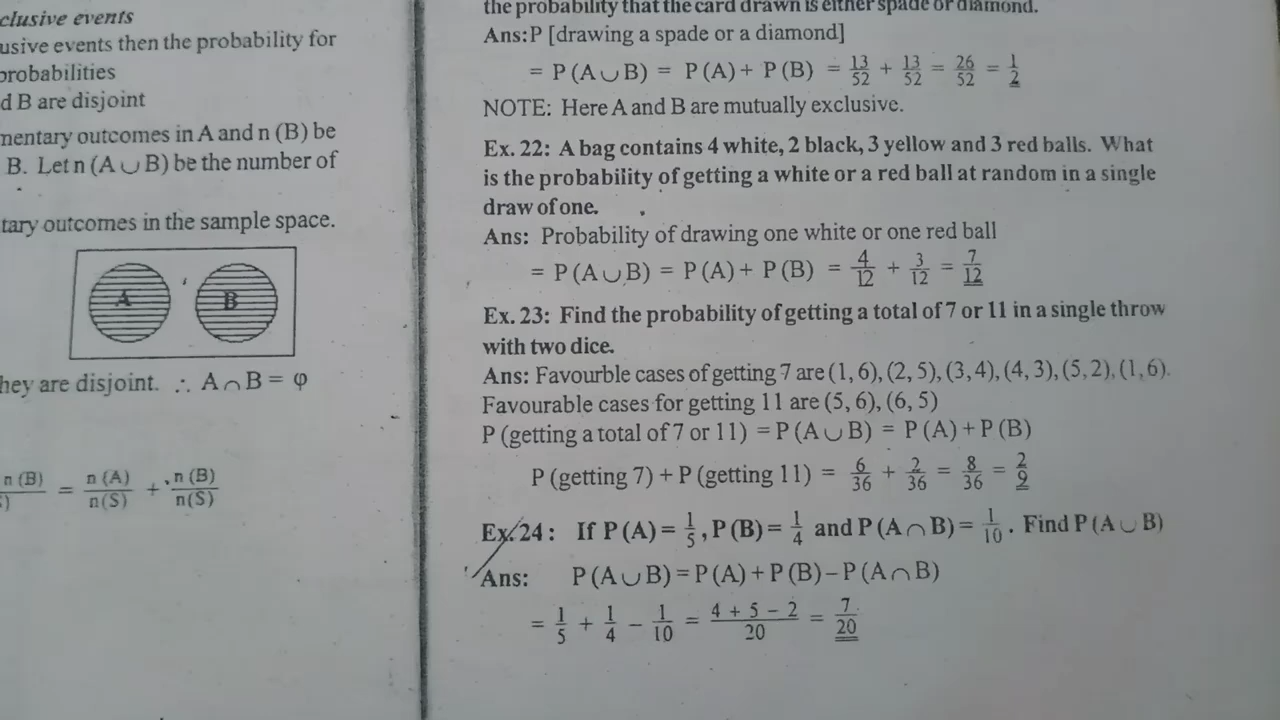 clusive events
usive events then the probability for
probabilities
d B are disjoint
mentary outcomes in A and n (B) be
B. Let n (A ∪ B) be the number of
tary outcomes in the sample space.
A B
hey are disjoint. ∴ A ∩ B = φ
n (B) = n (A)/n(S) + n (B)/n(S)
the probability that the card drawn is either spade or diamond.
Ans: P [drawing a spade or a diamond]
= P (A ∪ B) = P (A) + P (B) = 13/52 + 13/52 = 26/52 = 1/2
NOTE: Here A and B are mutually exclusive.
Ex. 22: A bag contains 4 white, 2 black, 3 yellow and 3 red balls. What
is the probability of getting a white or a red ball at random in a single
draw of one.
Ans: Probability of drawing one white or one red ball
= P (A ∪ B) = P (A) + P (B) = 4/12 + 3/12 = 7/12
Ex. 23: Find the probability of getting a total of 7 or 11 in a single throw
with two dice.
Ans: Favourble cases of getting 7 are (1, 6), (2, 5), (3, 4), (4, 3), (5, 2), (1, 6).
Favourable cases for getting 11 are (5, 6), (6, 5)
P (getting a total of 7 or 11) = P (A ∪ B) = P (A) + P (B)
P (getting 7) + P (getting 11) = 6/36 + 2/36 = 8/36 = 2/9
Ex. 24: If P (A) = 1/5, P (B) = 1/4 and P (A ∩ B) = 1/10. Find P (A ∪ B)
Ans: P (A ∪ B) = P (A) + P (B) – P (A ∩ B)
= 1/5 + 1/4 – 1/10 = (4 + 5 – 2)/20 = 7/20